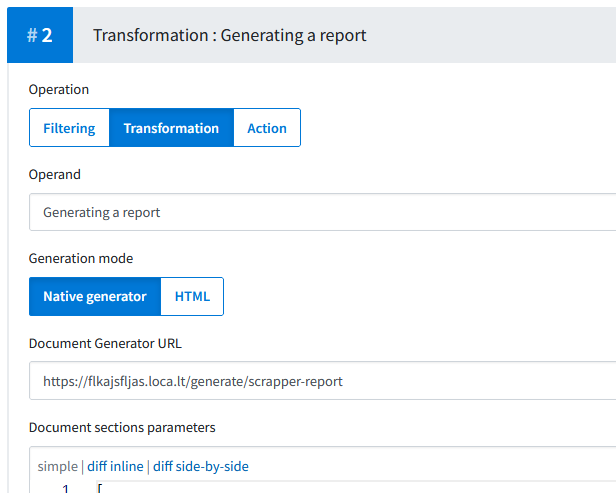 # 2 Transformation : Generating a report
Operation
Filtering Transformation Action
Operand
Generating a report
Generation mode
Native generator HTML
Document Generator URL
https://flkajsfljas.loca.lt/generate/scrapper-report
Document sections parameters
simple | diff inline | diff side-by-side
1 [